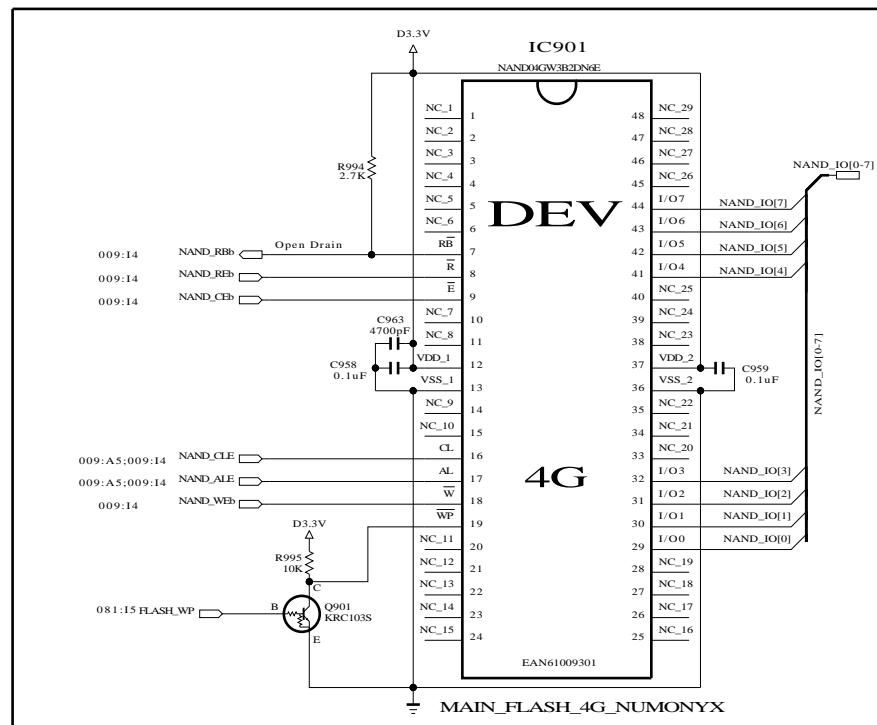 D3.3V
IC901
NAND04GW3B2DN6E
NC_1 1 48 NC_29
NC_2 2 47 NC_28
NC_3 3 46 NC_27
NAND_IO[0-7]
R994
2.7K
NC_4 4 45 NC_26
NC_5 5 44 I/O7 NAND_IO[7]
DEV
NC_6 6 43 I/O6 NAND_IO[6]
009:I4 NAND_RBb Open Drain RB 7 42 I/O5 NAND_IO[5]
009:I4 NAND_REb R 8 41 I/O4 NAND_IO[4]
009:I4 NAND_CEb E 9 40 NC_25
NC_7 10 39 NC_24
C963
4700pF
NC_8 11 38 NC_23
C958
0.1uF
VDD_1 12 37 VDD_2
C959
0.1uF
VSS_1 13 36 VSS_2
NAND_IO[0-7]
NC_9 14 35 NC_22
NC_10 15 34 NC_21
009:A5;009:I4 NAND_CLE CL 16 33 NC_20
009:A5;009:I4 NAND_ALE AL 17 32 I/O3 NAND_IO[3]
4G
009:I4 NAND_WEb W 18 31 I/O2 NAND_IO[2]
WP 19 30 I/O1 NAND_IO[1]
D3.3V
NC_11 20 29 I/O0 NAND_IO[0]
R995
10K
NC_12 21 28 NC_19
NC_13 22 27 NC_18
C
Q901
KRC103S
081:I5 FLASH_WP B
NC_14 23 26 NC_17
E
NC_15 24 25 NC_16
EAN61009301
MAIN_FLASH_4G_NUMONYX